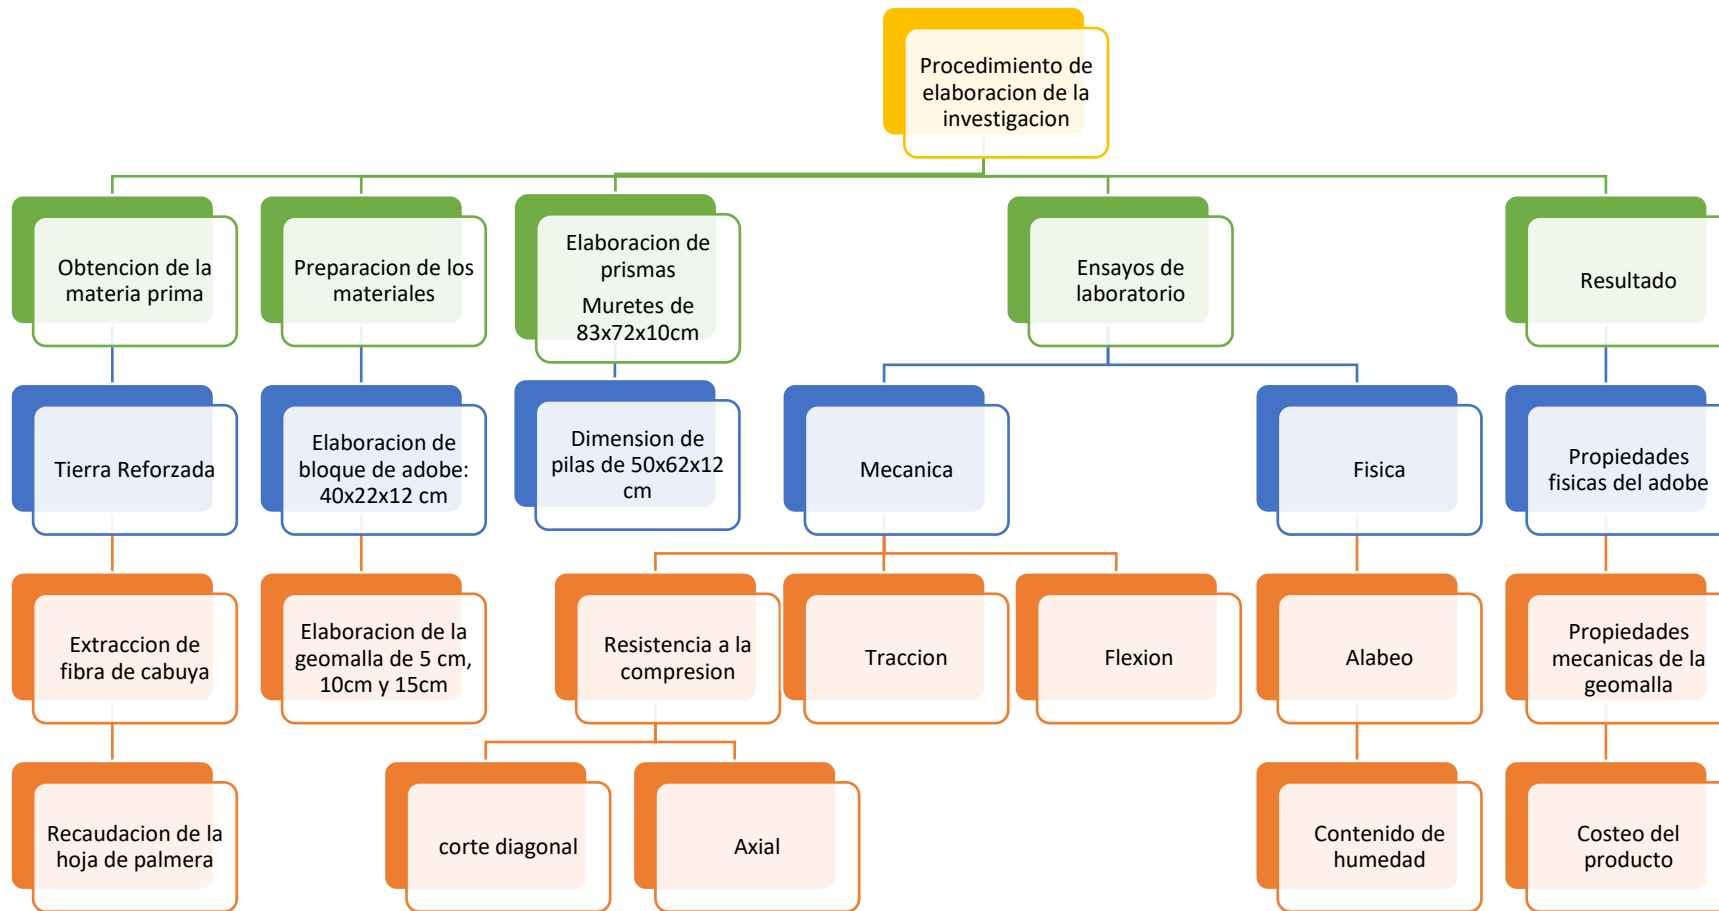 Procedimiento de
elaboracion de la
investigacion
Obtencion de la
materia prima
Preparacion de los
materiales
Elaboracion de
prismas
Muretes de
83x72x10cm
Ensayos de
laboratorio
Resultado
Tierra Reforzada
Elaboracion de
bloque de adobe:
40x22x12 cm
Dimension de
pilas de 50x62x12
cm
Mecanica
Fisica
Propiedades
fisicas del adobe
Extraccion de
fibra de cabuya
Elaboracion de la
geomalla de 5 cm,
10cm y 15cm
Resistencia a la
compresion
Traccion
Flexion
Alabeo
Propiedades
mecanicas de la
geomalla
Recaudacion de la
hoja de palmera
corte diagonal
Axial
Contenido de
humedad
Costeo del
producto